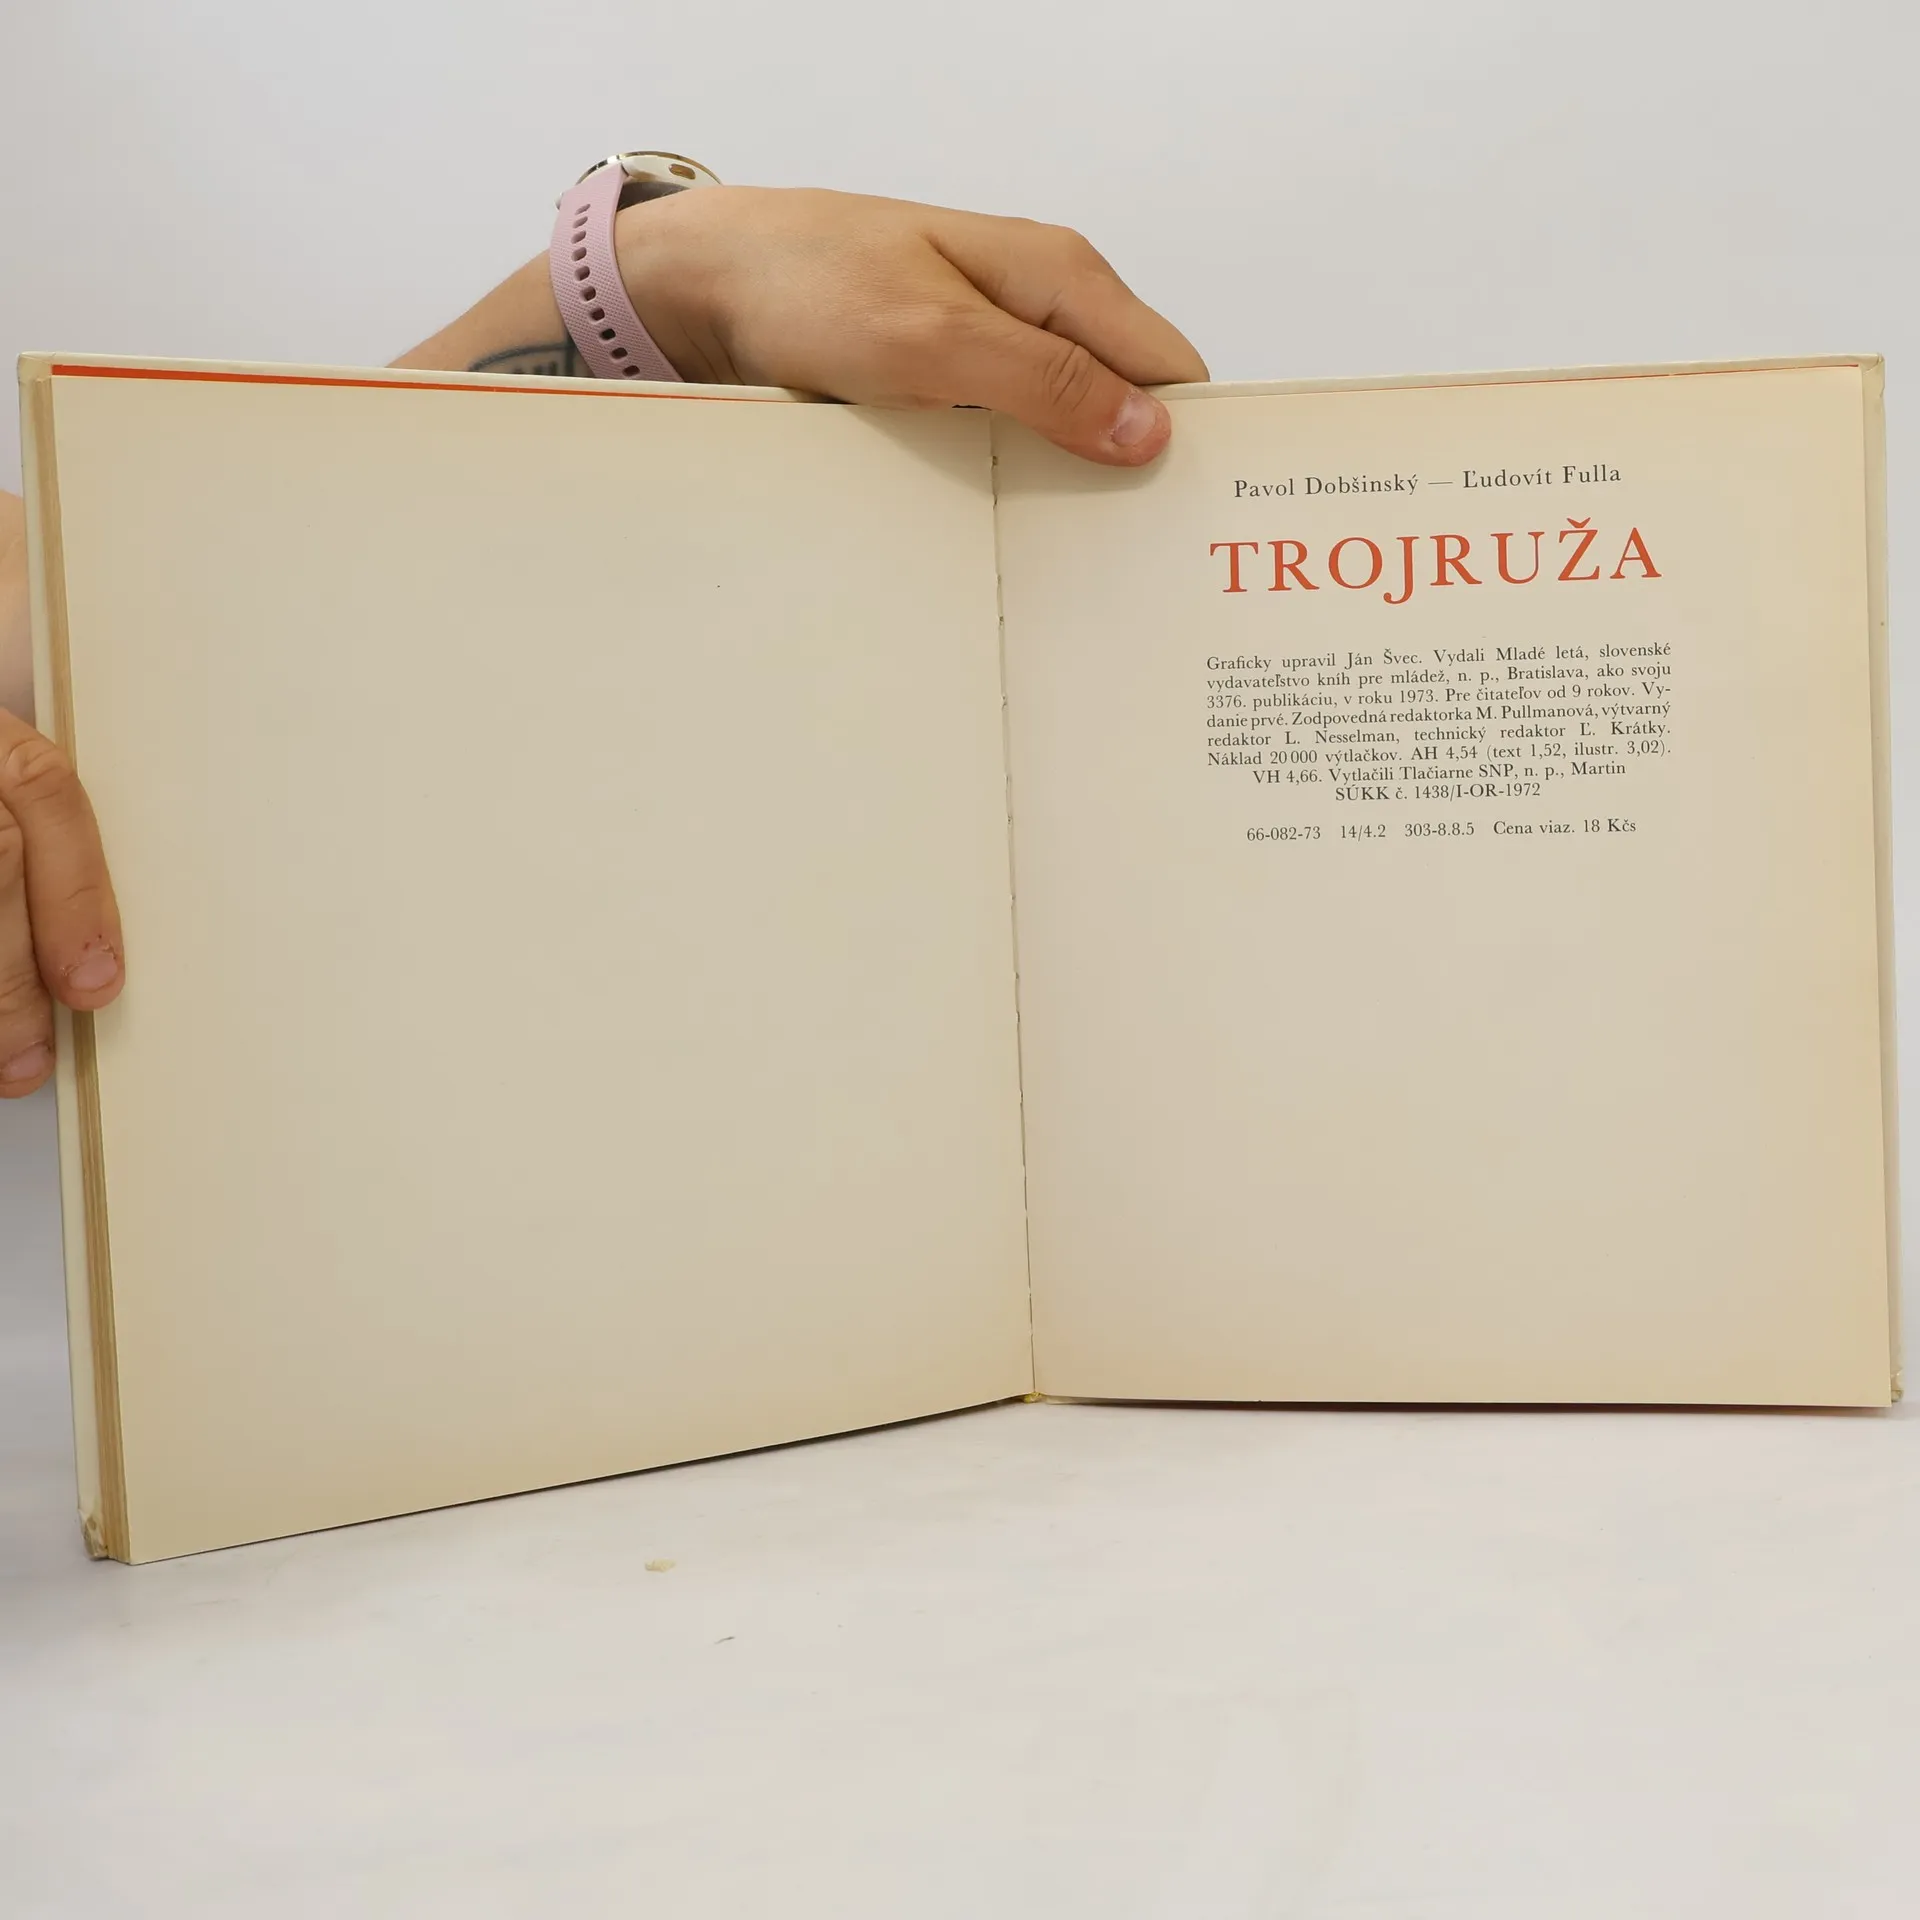 Pavol Dobšinský — Ľudovít Fulla
TROJRUŽA
Graficky upravil Ján Švec. Vydali Mladé letá, slovenské
vydavateľstvo kníh pre mládež, n. p., Bratislava, ako svoju
3376. publikáciu, v roku 1973. Pre čitateľov od 9 rokov. Vy-
danie prvé. Zodpovedná redaktorka M. Pullmanová, výtvarný
redaktor L. Nesselman, technický redaktor Ľ. Krátky.
Náklad 20 000 výtlačkov. AH 4,54 (text 1,52, ilustr. 3,02).
VH 4,66. Vytlačili Tlačiarne SNP, n. p., Martin
SÚKK č. 1438/I-OR-1972
66-082-73 14/4.2 303-8.8.5 Cena viaz. 18 Kčs